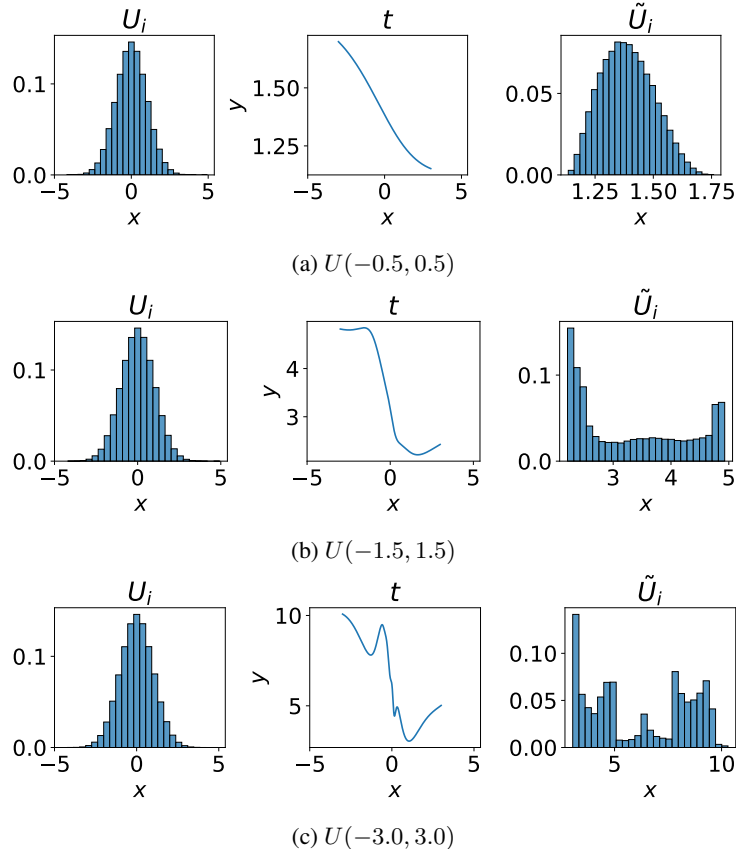 U_i t Ũ_i
0.1
0.0
−5 0 5
x
y
1.50
1.25
−5 0 5
x
0.05
0.00
1.25 1.50 1.75
x
(a) U(−0.5, 0.5)
U_i t Ũ_i
0.1
0.0
−5 0 5
x
y
4
3
−5 0 5
x
0.1
0.0
3 4 5
x
(b) U(−1.5, 1.5)
U_i t Ũ_i
0.1
0.0
−5 0 5
x
y
10
5
−5 0 5
x
0.10
0.05
0.00
5 10
x
(c) U(−3.0, 3.0)